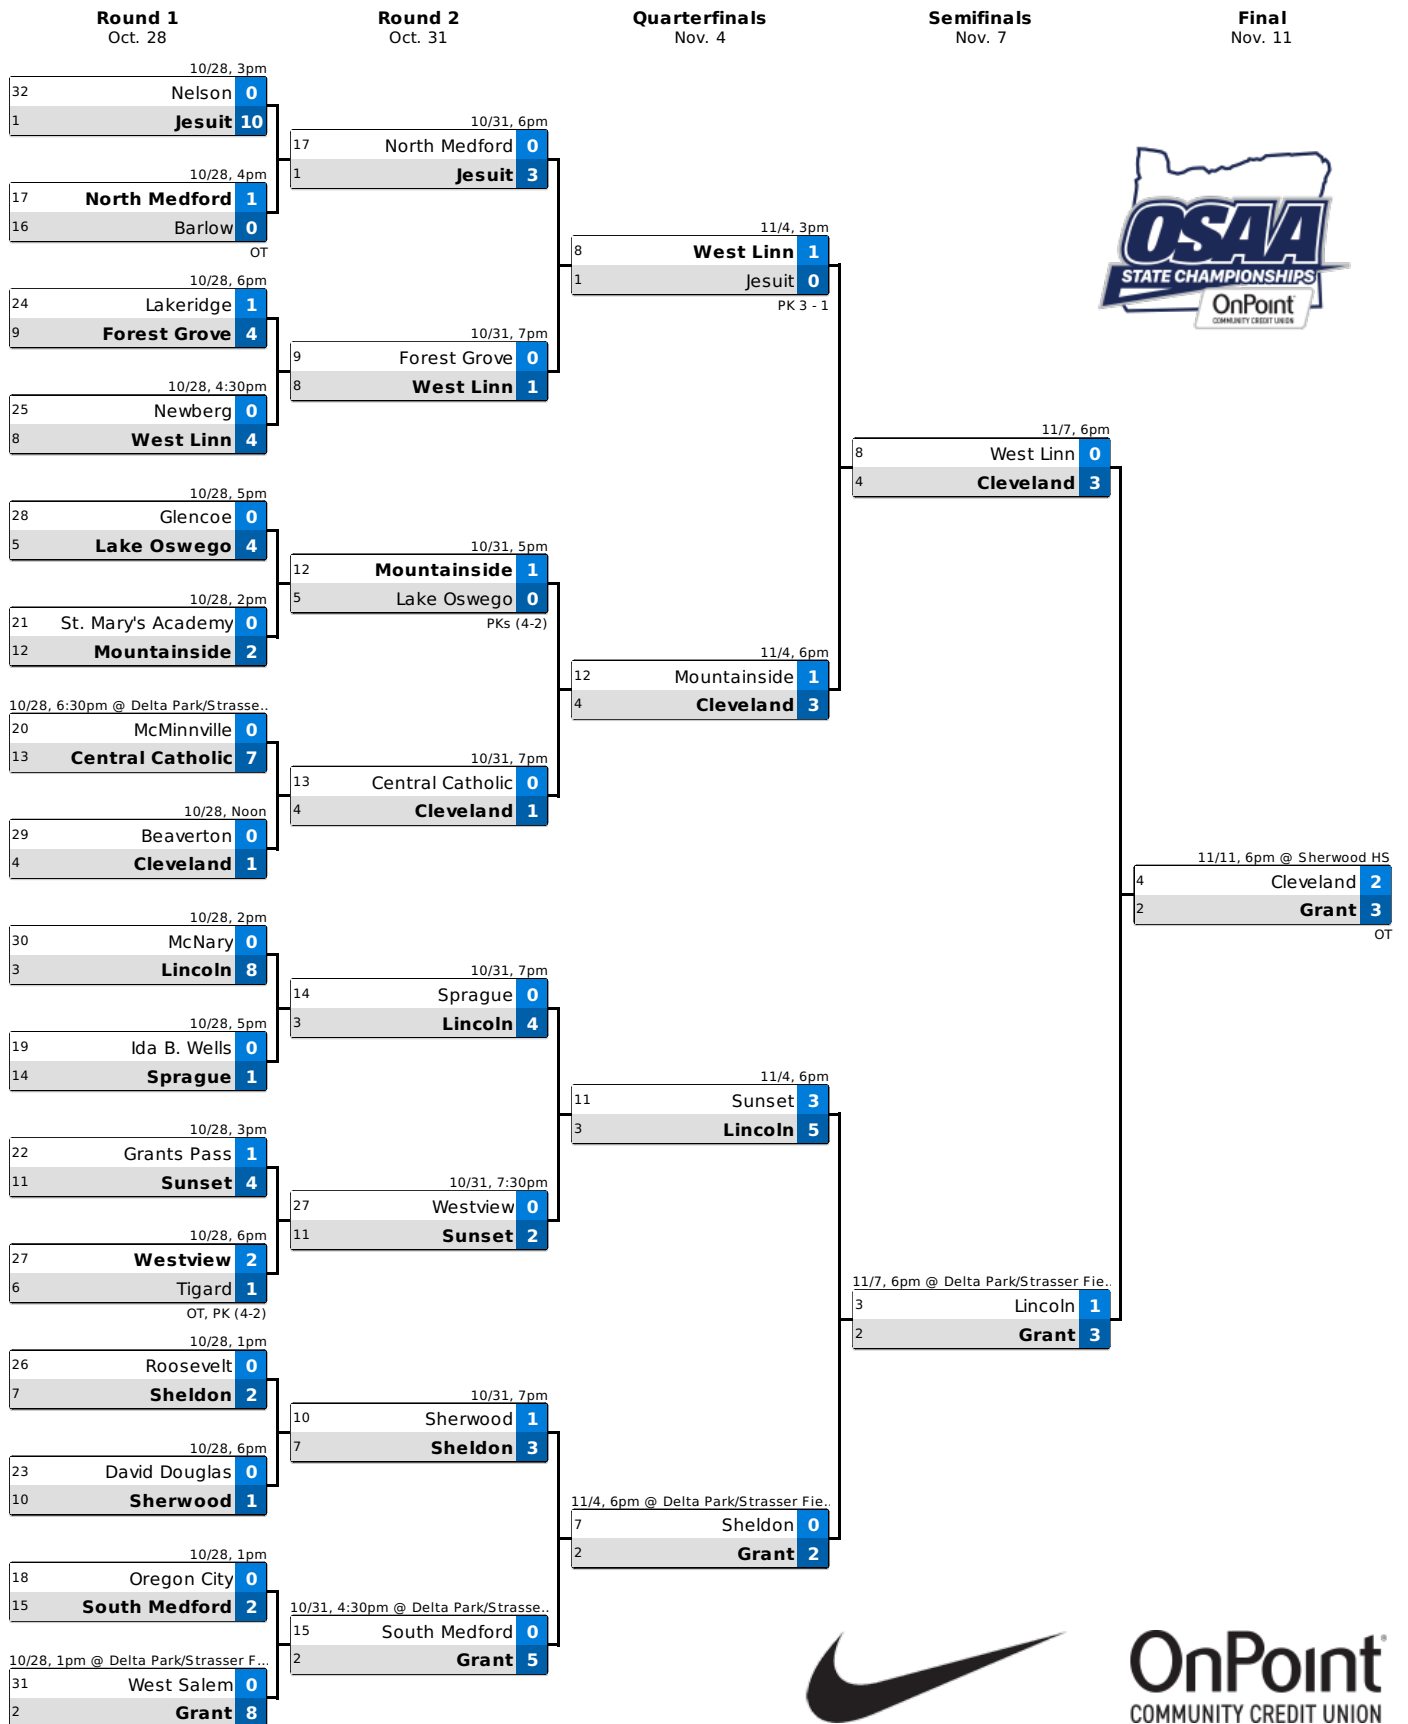 Round 1
Oct. 28
Round 2
Oct. 31
Quarterfinals
Nov. 4
Semifinals
Nov. 7
Final
Nov. 11
10/28, 3pm
32 Nelson 0
1 Jesuit 10
10/28, 4pm
17 North Medford 1
16 Barlow 0
OT
10/28, 6pm
24 Lakeridge 1
9 Forest Grove 4
10/28, 4:30pm
25 Newberg 0
8 West Linn 4
10/28, 5pm
28 Glencoe 0
5 Lake Oswego 4
10/28, 2pm
21 St. Mary's Academy 0
12 Mountainside 2
10/28, 6:30pm @ Delta Park/Strasse..
20 McMinnville 0
13 Central Catholic 7
10/28, Noon
29 Beaverton 0
4 Cleveland 1
10/28, 2pm
30 McNary 0
3 Lincoln 8
10/28, 5pm
19 Ida B. Wells 0
14 Sprague 1
10/28, 3pm
22 Grants Pass 1
11 Sunset 4
10/28, 6pm
27 Westview 2
6 Tigard 1
OT, PK (4-2)
10/28, 1pm
26 Roosevelt 0
7 Sheldon 2
10/28, 6pm
23 David Douglas 0
10 Sherwood 1
10/28, 1pm
18 Oregon City 0
15 South Medford 2
10/28, 1pm @ Delta Park/Strasser F...
31 West Salem 0
2 Grant 8
10/31, 6pm
17 North Medford 0
1 Jesuit 3
10/31, 7pm
9 Forest Grove 0
8 West Linn 1
10/31, 5pm
12 Mountainside 1
5 Lake Oswego 0
PKs (4-2)
10/31, 7pm
13 Central Catholic 0
4 Cleveland 1
10/31, 7pm
14 Sprague 0
3 Lincoln 4
10/31, 7:30pm
27 Westview 0
11 Sunset 2
10/31, 7pm
10 Sherwood 1
7 Sheldon 3
10/31, 4:30pm @ Delta Park/Strasse..
15 South Medford 0
2 Grant 5
11/4, 3pm
8 West Linn 1
1 Jesuit 0
PK 3 - 1
11/4, 6pm
12 Mountainside 1
4 Cleveland 3
11/4, 6pm
11 Sunset 3
3 Lincoln 5
11/4, 6pm @ Delta Park/Strasser Fie..
7 Sheldon 0
2 Grant 2
11/7, 6pm
8 West Linn 0
4 Cleveland 3
11/7, 6pm @ Delta Park/Strasser Fie..
3 Lincoln 1
2 Grant 3
11/11, 6pm @ Sherwood HS
4 Cleveland 2
2 Grant 3
OT
OSAA
STATE CHAMPIONSHIPS
OnPoint
COMMUNITY CREDIT UNION
OnPoint
COMMUNITY CREDIT UNION